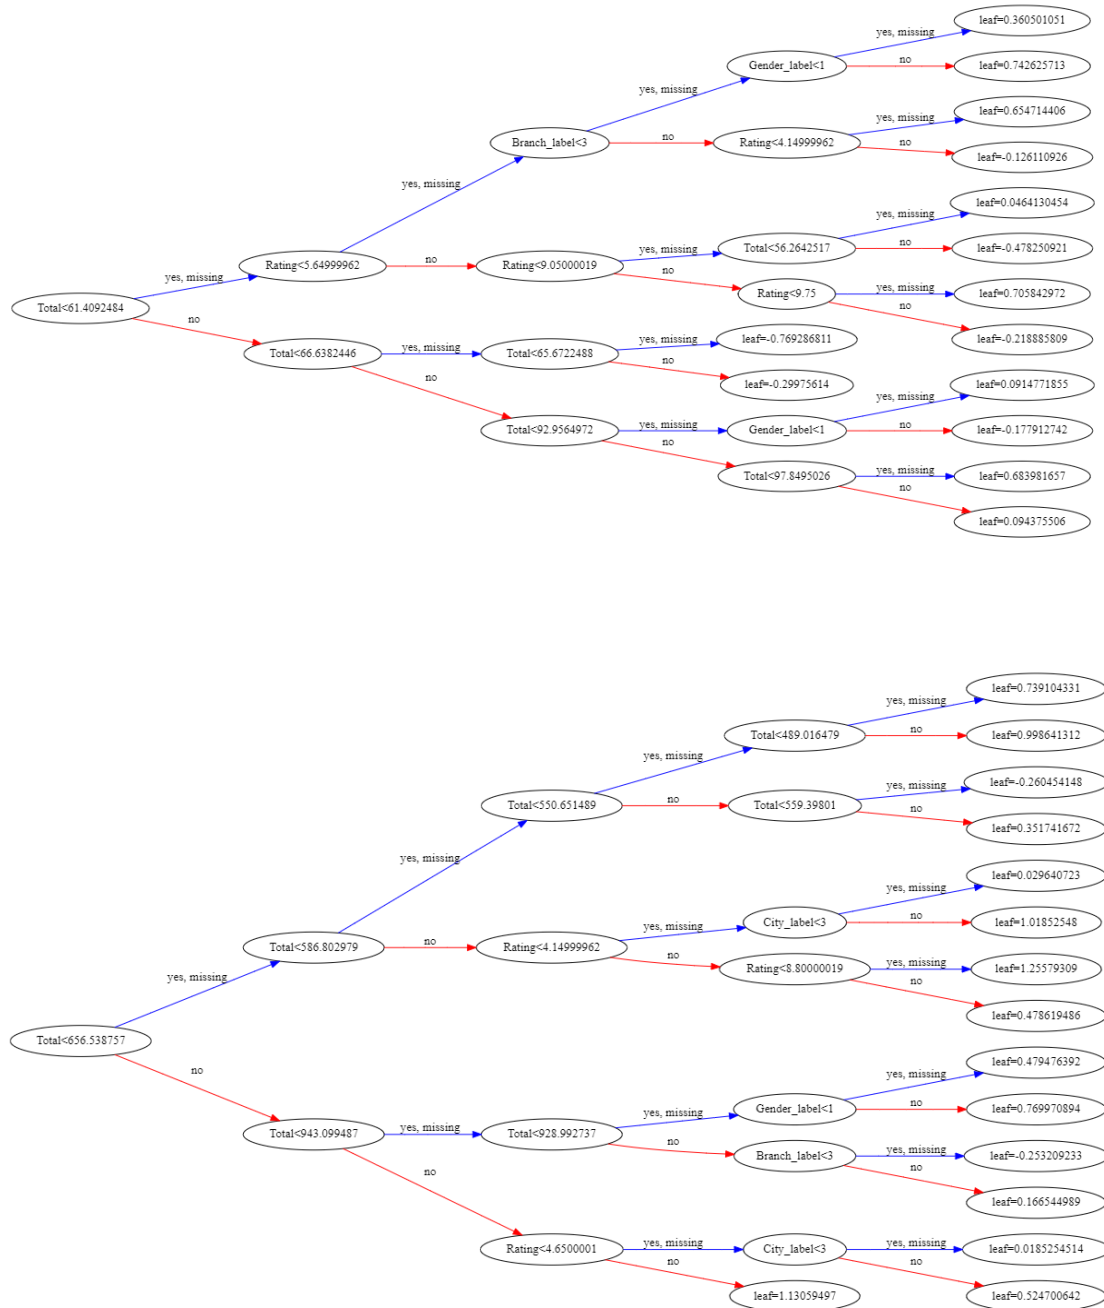 leaf=0.360501051
yes, missing
Gender_label<1
no
leaf=0.742625713
yes, missing
leaf=0.654714406
yes, missing
Branch_label<3
no
Rating<4.14999962
no
leaf=-0.126110926
yes, missing
leaf=0.0464130454
yes, missing
Total<56.2642517
no
leaf=-0.478250921
yes, missing
Rating<5.64999962
no
Rating<9.05000019
no
yes, missing
Rating<9.75
yes, missing
leaf=0.705842972
no
leaf=-0.218885809
Total<61.4092484
no
Total<66.6382446
yes, missing
Total<65.6722488
yes, missing
leaf=-0.769286811
no
leaf=-0.29975614
no
yes, missing
leaf=0.0914771855
Total<92.9564972
yes, missing
Gender_label<1
no
leaf=-0.177912742
no
Total<97.8495026
yes, missing
leaf=0.683981657
no
leaf=0.094375506
yes, missing
leaf=0.739104331
yes, missing
Total<489.016479
no
leaf=0.998641312
yes, missing
leaf=-0.260454148
Total<550.651489
no
Total<559.39801
no
leaf=0.351741672
yes, missing
yes, missing
leaf=0.029640723
yes, missing
City_label<3
no
leaf=1.01852548
yes, missing
Total<586.802979
no
Rating<4.14999962
no
Rating<8.80000019
yes, missing
leaf=1.25579309
no
leaf=0.478619486
Total<656.538757
no
yes, missing
leaf=0.479476392
yes, missing
Gender_label<1
no
leaf=0.769970894
Total<943.099487
yes, missing
Total<928.992737
no
Branch_label<3
yes, missing
leaf=-0.253209233
no
leaf=0.166544989
no
Rating<4.6500001
yes, missing
City_label<3
yes, missing
leaf=0.0185254514
no
leaf=1.13059497
no
leaf=0.524700642